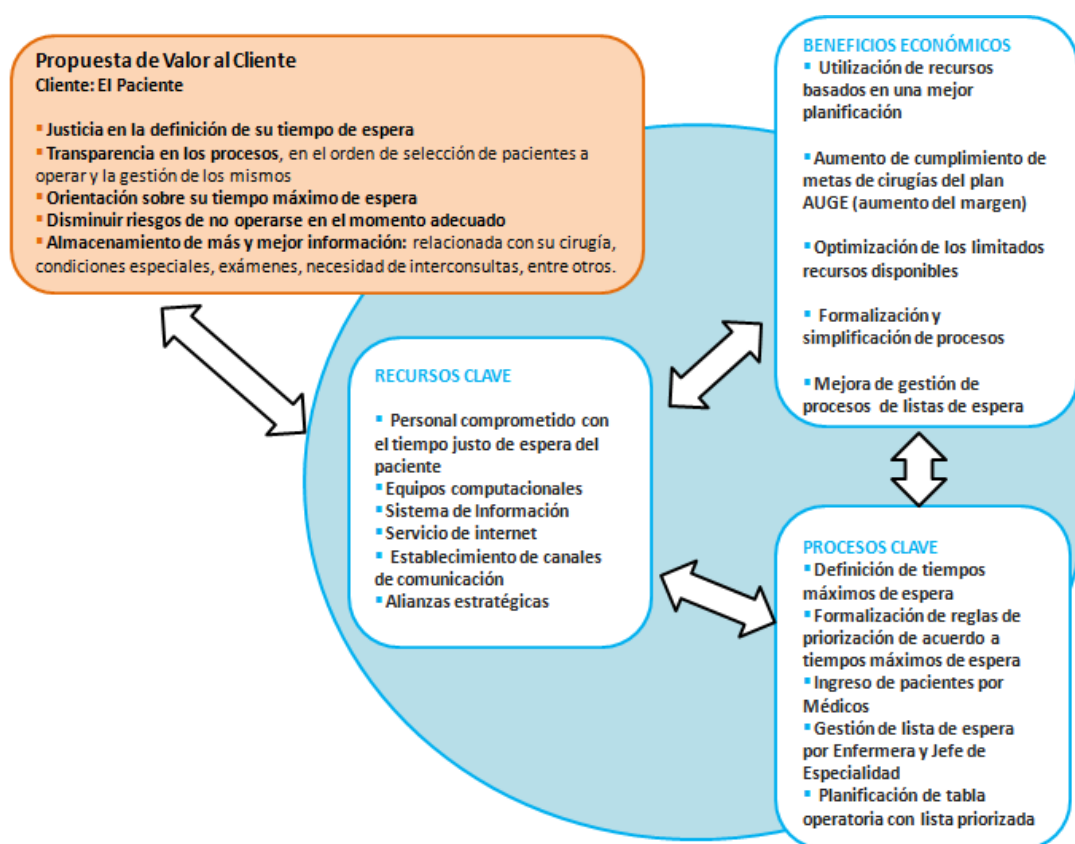 Propuesta de Valor al Cliente
Cliente: El Paciente
▪ Justicia en la definición de su tiempo de espera
▪ Transparencia en los procesos, en el orden de selección de pacientes a
operar y la gestión de los mismos
▪ Orientación sobre su tiempo máximo de espera
▪ Disminuir riesgos de no operarse en el momento adecuado
▪ Almacenamiento de más y mejor información: relacionada con su cirugía,
condiciones especiales, exámenes, necesidad de interconsultas, entre otros.
BENEFICIOS ECONÓMICOS
▪ Utilización de recursos
basados en una mejor
planificación
▪ Aumento de cumplimiento de
metas de cirugías del plan
AUGE (aumento del margen)
▪ Optimización de los limitados
recursos disponibles
▪ Formalización y
simplificación de procesos
▪ Mejora de gestión de
procesos de listas de espera
RECURSOS CLAVE
▪ Personal comprometido con
el tiempo justo de espera del
paciente
▪ Equipos computacionales
▪ Sistema de Información
▪ Servicio de internet
▪ Establecimiento de canales
de comunicación
▪ Alianzas estratégicas
PROCESOS CLAVE
▪ Definición de tiempos
máximos de espera
▪ Formalización de reglas de
priorización de acuerdo a
tiempos máximos de espera
▪ Ingreso de pacientes por
Médicos
▪ Gestión de lista de espera
por Enfermera y Jefe de
Especialidad
▪ Planificación de tabla
operatoria con lista priorizada